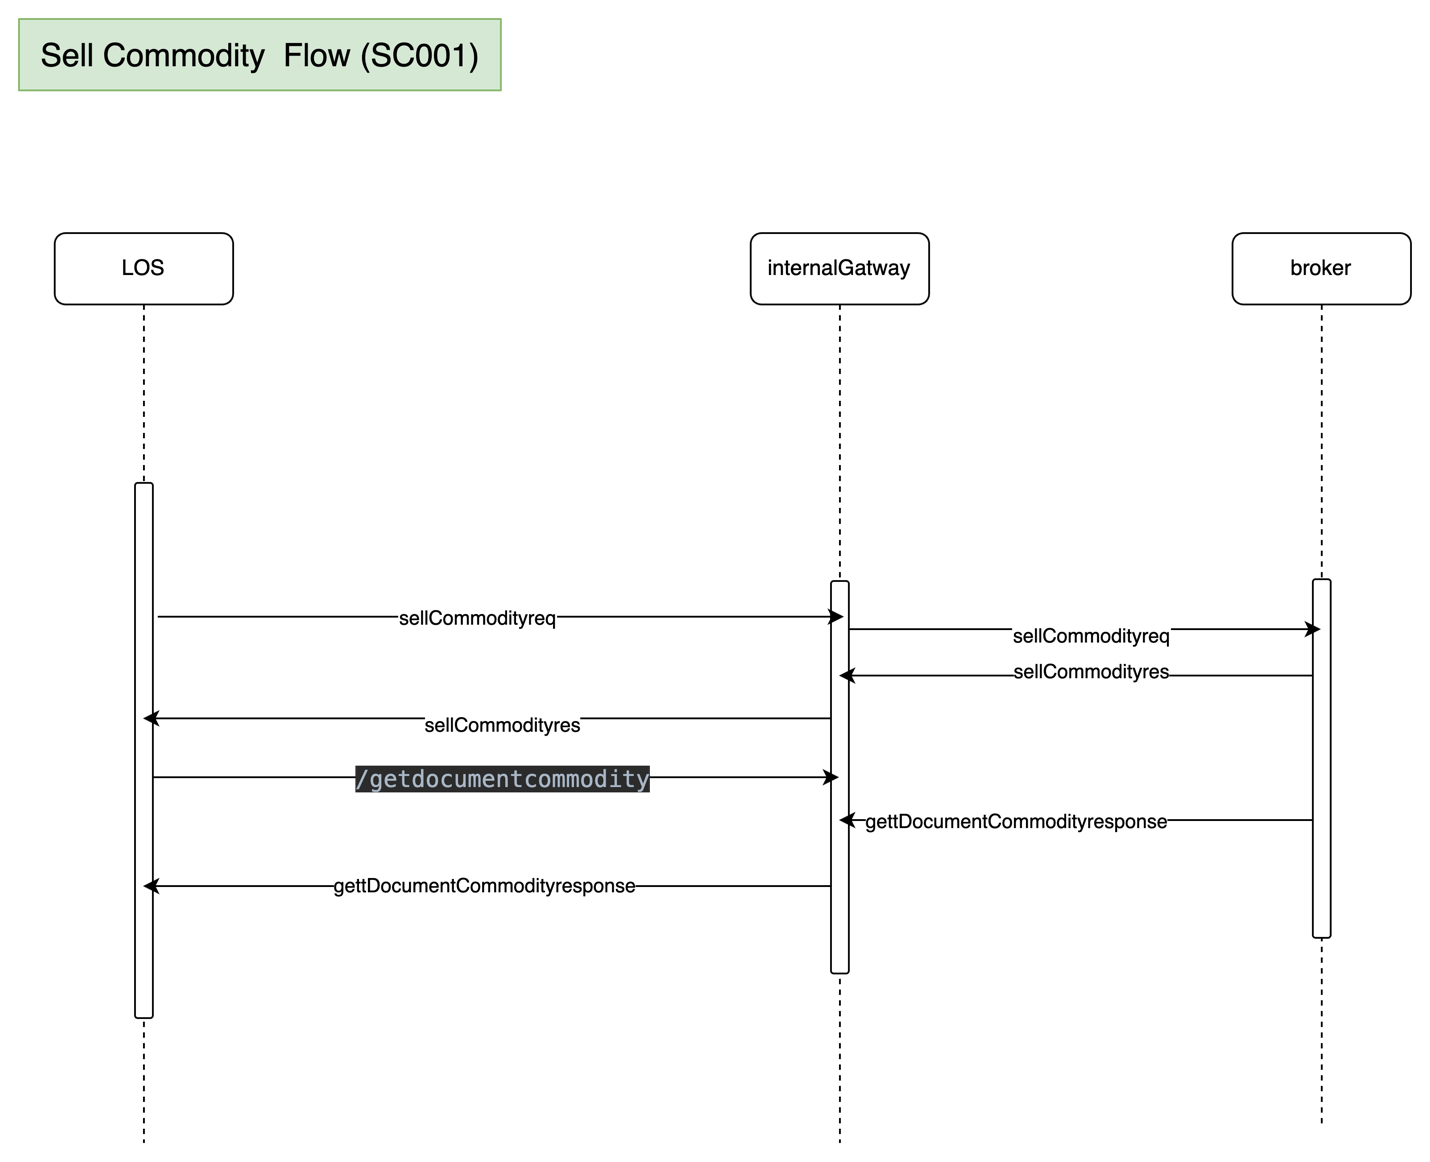 Sell Commodity  Flow (SC001)
LOS
internalGatway
broker
sellCommodityreq
sellCommodityreq
sellCommodityres
sellCommodityres
/getdocumentcommodity
gettDocumentCommodityresponse
gettDocumentCommodityresponse